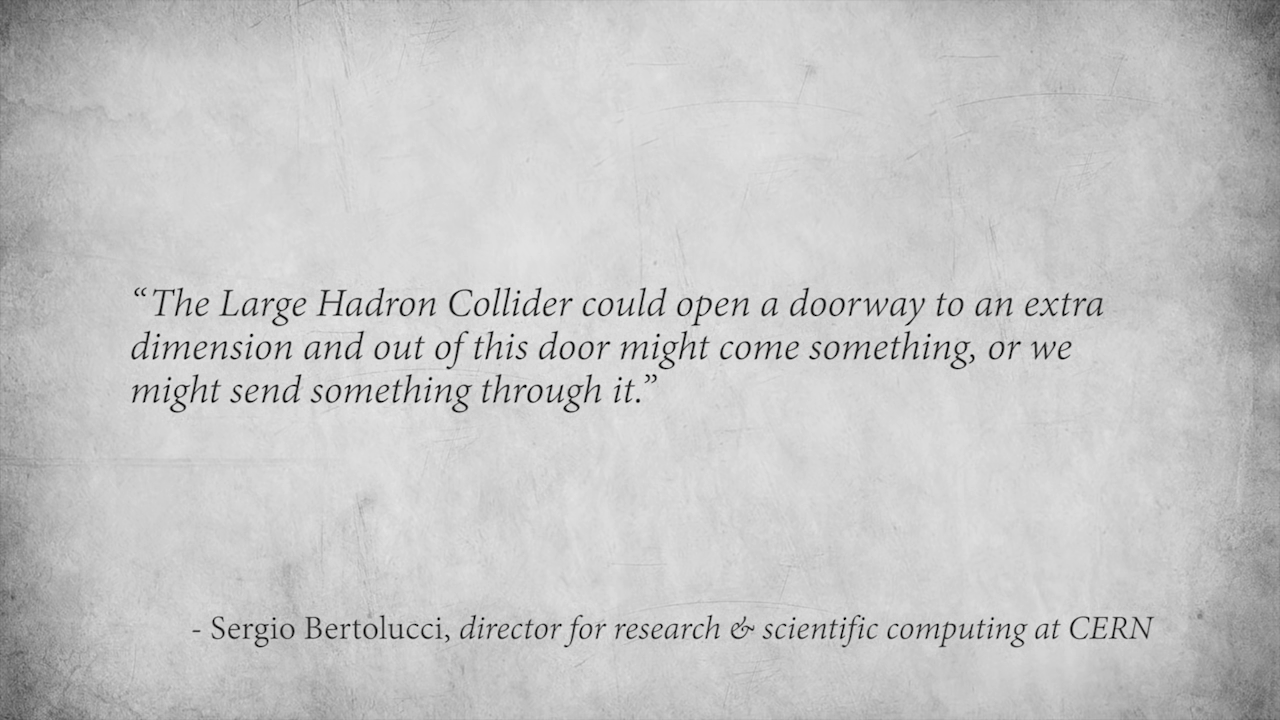 “The Large Hadron Collider could open a doorway to an extra
dimension and out of this door might come something, or we
might send something through it.”
- Sergio Bertolucci, director for research & scientific computing at CERN